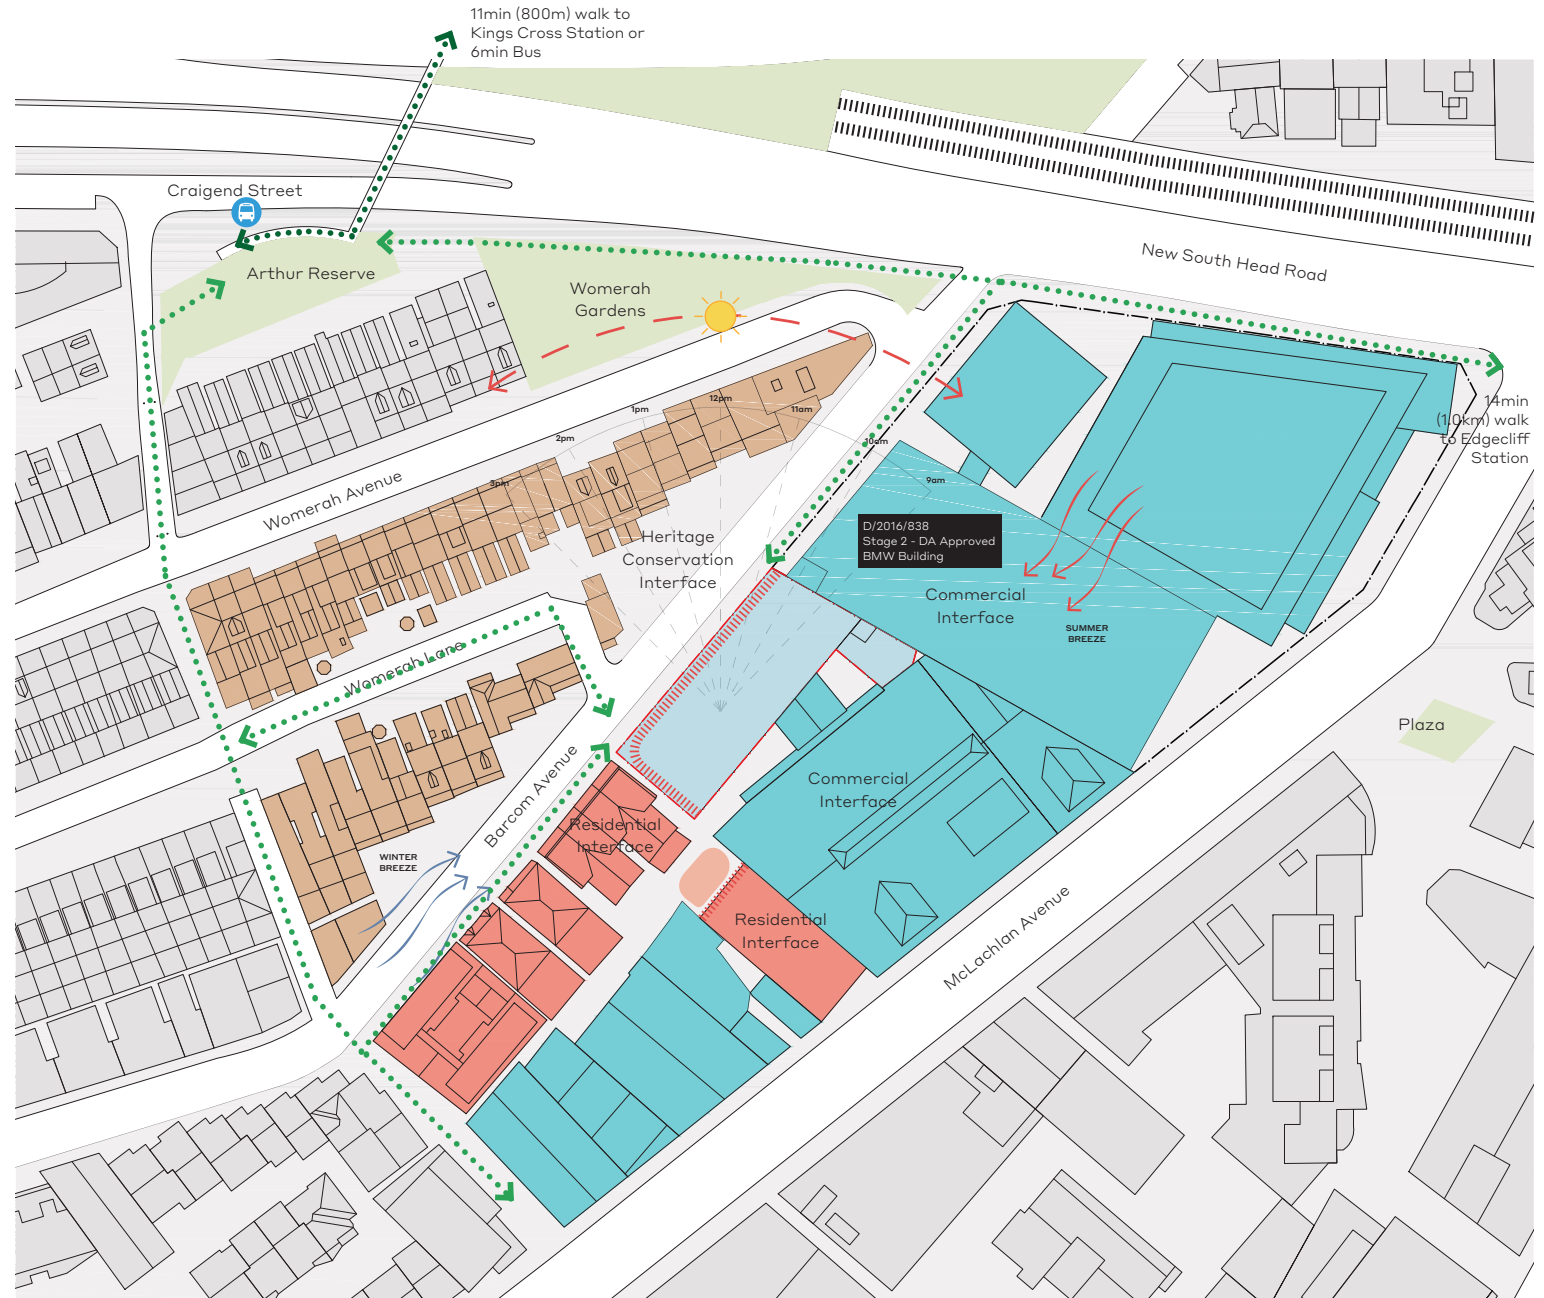 11min (800m) walk to
Kings Cross Station or
6min Bus
Craigend Street
Arthur Reserve
Womerah
Gardens
New South Head Road
14min
(1.0km) walk
to Edgecliff
Station
12pm
1pm
11am
2pm
10am
3pm
9am
Womerah Avenue
Heritage
Conservation
Interface
D/2016/838
Stage 2 - DA Approved
BMW Building
Commercial
Interface
SUMMER
BREEZE
Womerah Lane
Plaza
Barcom Avenue
Commercial
Interface
Residential
Interface
WINTER
BREEZE
Residential
Interface
McLachlan Avenue